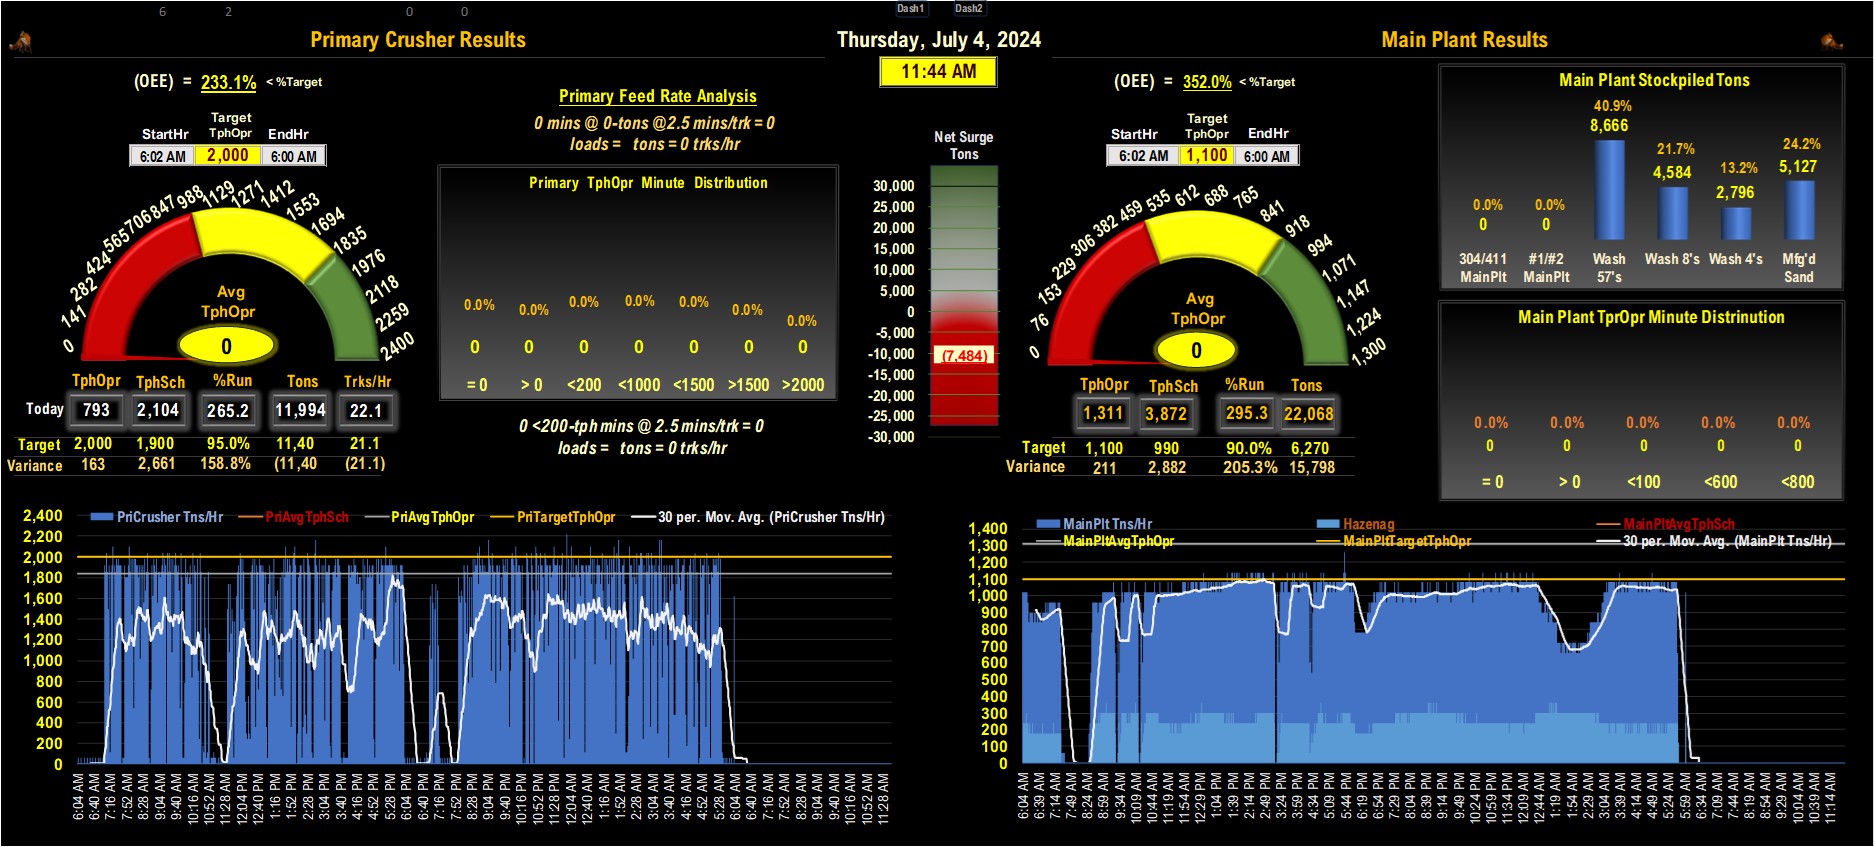 6 2 0 0 Dash1 Dash2
Primary Crusher Results
Thursday, July 4, 2024
Main Plant Results
11:44 AM
(OEE) = 233.1% < %Target
Target
StartHr TphOpr EndHr
6:02 AM 2,000 6:00 AM
0 141 282 424 565 706 847 988 1129 1271 1412 1553 1694 1835 1976 2118 2259 2400
Avg
TphOpr
0
TphOpr TphSch %Run Tons Trks/Hr
Today 793 2,104 265.2 11,994 22.1
Target 2,000 1,900 95.0% 11,40 21.1
Variance 163 2,661 158.8% (11,40 (21.1)
Primary Feed Rate Analysis
0 mins @ 0-tons @2.5 mins/trk = 0
loads = tons = 0 trks/hr
Primary TphOpr Minute Distribution
0.0% 0.0% 0.0% 0.0% 0.0% 0.0% 0.0%
0 0 0 0 0 0 0
= 0 > 0 <200 <1000 <1500 >1500 >2000
0 <200-tph mins @ 2.5 mins/trk = 0
loads = tons = 0 trks/hr
Net Surge
Tons
30,000
25,000
20,000
15,000
10,000
5,000
0
-5,000
-10,000
(7,484)
-15,000
-20,000
-25,000
-30,000
(OEE) = 352.0% < %Target
Target
StartHr TphOpr EndHr
6:02 AM 1,100 6:00 AM
0 76 153 229 306 382 459 535 612 688 765 841 918 994 1,071 1,147 1,224 1,300
Avg
TphOpr
0
TphOpr TphSch %Run Tons
1,311 3,872 295.3 22,068
Target 1,100 990 90.0% 6,270
Variance 211 2,882 205.3% 15,798
Main Plant Stockpiled Tons
0.0% 0.0% 40.9% 21.7% 13.2% 24.2%
0 0 8,666 4,584 2,796 5,127
304/411 #1/#2 Wash Wash 8's Wash 4's Mfg'd
MainPlt MainPlt 57's Sand
Main Plant TprOpr Minute Distrinution
0.0% 0.0% 0.0% 0.0% 0.0% 0.0%
0 0 0 0 0 0
= 0 > 0 <100 <600 <800
PriCrusher Tns/Hr PriAvgTphSch PriAvgTphOpr PriTargetTphOpr 30 per. Mov. Avg. (PriCrusher Tns/Hr)
2,400
2,200
2,000
1,800
1,600
1,400
1,200
1,000
800
600
400
200
0
6:04 AM 6:40 AM 7:16 AM 7:52 AM 8:28 AM 9:04 AM 9:40 AM 10:16 AM 10:52 AM 11:28 AM 12:04 PM 12:40 PM 1:16 PM 1:52 PM 2:28 PM 3:04 PM 3:40 PM 4:16 PM 4:52 PM 5:28 PM 6:04 PM 6:40 PM 7:16 PM 7:52 PM 8:28 PM 9:04 PM 9:40 PM 10:16 PM 10:52 PM 11:28 PM 12:04 AM 12:40 AM 1:16 AM 1:52 AM 2:28 AM 3:04 AM 3:40 AM 4:16 AM 4:52 AM 5:28 AM 6:04 AM 6:40 AM 7:16 AM 7:52 AM 8:28 AM 9:04 AM 9:40 AM 10:16 AM 10:52 AM 11:28 AM
MainPlt Tns/Hr Hazenag MainPltAvgTphSch
MainPltAvgTphOpr MainPltTargetTphOpr 30 per. Mov. Avg. (MainPlt Tns/Hr)
1,400
1,300
1,200
1,100
1,000
900
800
700
600
500
400
300
200
100
0
6:04 AM 6:39 AM 7:14 AM 7:49 AM 8:24 AM 8:59 AM 9:34 AM 10:09 AM 10:44 AM 11:19 AM 11:54 AM 12:29 PM 1:04 PM 1:39 PM 2:14 PM 2:49 PM 3:24 PM 3:59 PM 4:34 PM 5:09 PM 5:44 PM 6:19 PM 6:54 PM 7:29 PM 8:04 PM 8:39 PM 9:14 PM 9:49 PM 10:24 PM 10:59 PM 11:34 PM 12:09 AM 12:44 AM 1:19 AM 1:54 AM 2:29 AM 3:04 AM 3:39 AM 4:14 AM 4:49 AM 5:24 AM 5:59 AM 6:34 AM 7:09 AM 7:44 AM 8:19 AM 8:54 AM 9:29 AM 10:04 AM 10:39 AM 11:14 AM